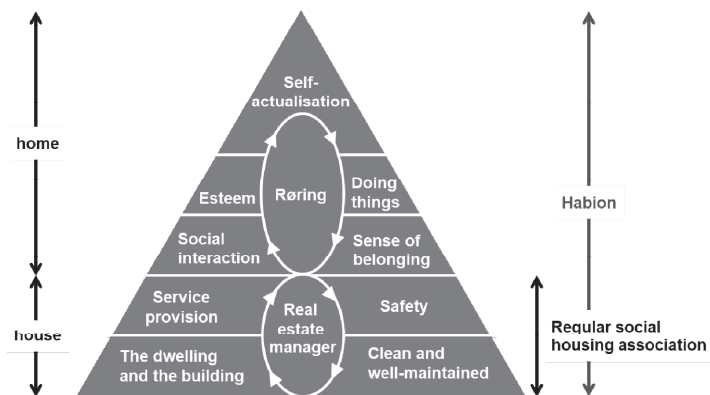 Self-
actualisation
home
Esteem
Røring
Doing
things
Habion
Social
interaction
Sense of
belonging
Service
provision
Real
estate
manager
Safety
house
Regular social
housing association
The dwelling
and the building
Clean and
well-maintained